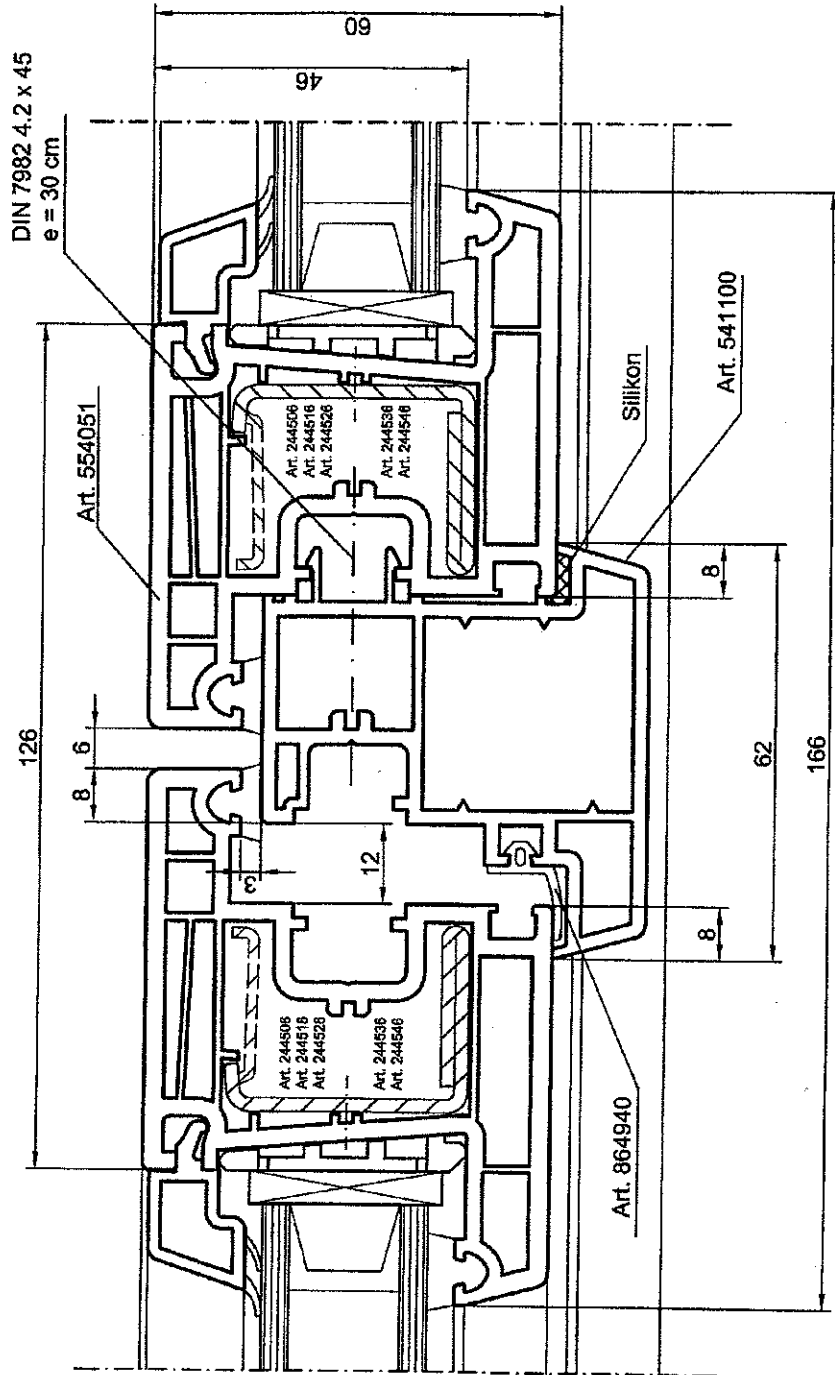 DIN 7982 4.2 x 45
e = 30 cm
60
46
Art. 554051
126
6
8
3
12
Art. 244506
Art. 244516
Art. 244526
Art. 244536
Art. 244546
Art. 244506
Art. 244516
Art. 244526
Art. 244536
Art. 244546
Silikon
Art. 541100
8
8
62
166
Art. 864940